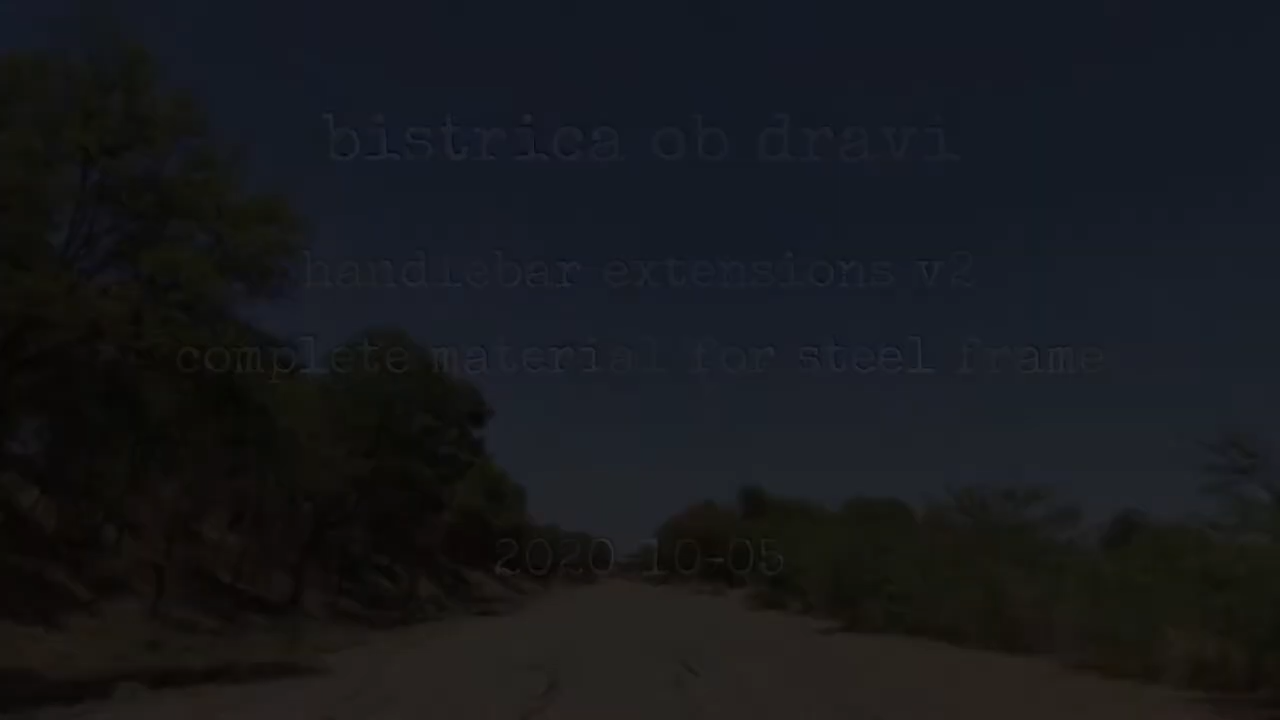 bistrica ob dravi
handlebar extensions v2
complete material for steel frame
2020-10-05